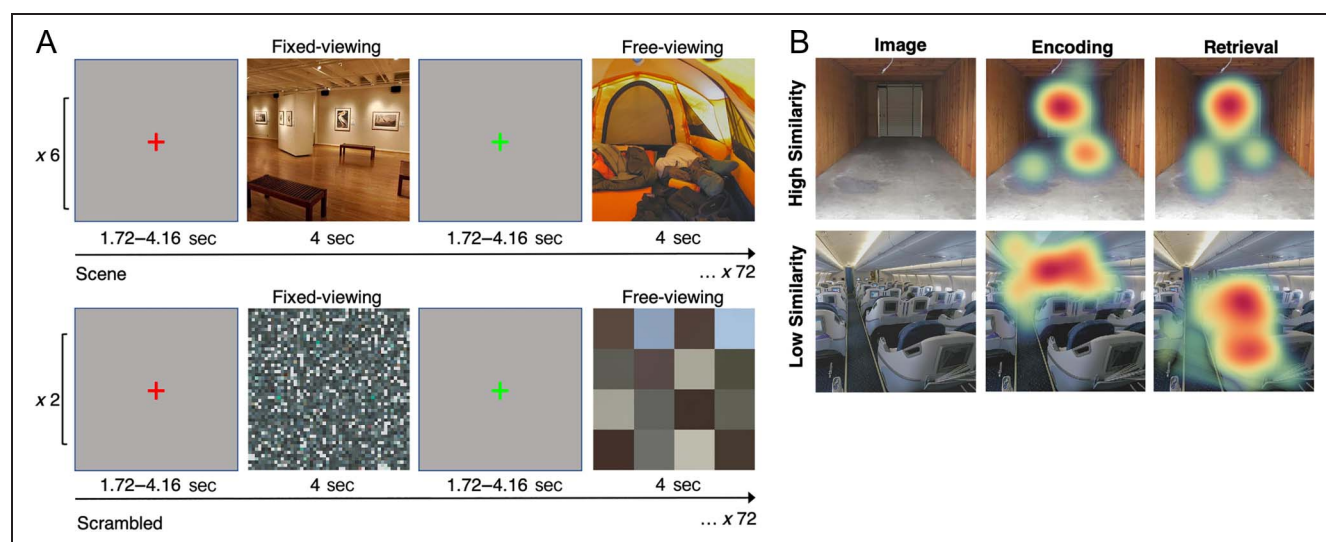 A
Fixed-viewing
Free-viewing
x 6
1.72–4.16 sec
4 sec
1.72–4.16 sec
4 sec
Scene
... x 72
Fixed-viewing
Free-viewing
x 2
1.72–4.16 sec
4 sec
1.72–4.16 sec
4 sec
Scrambled
... x 72
B
Image
Encoding
Retrieval
High Similarity
Low Similarity